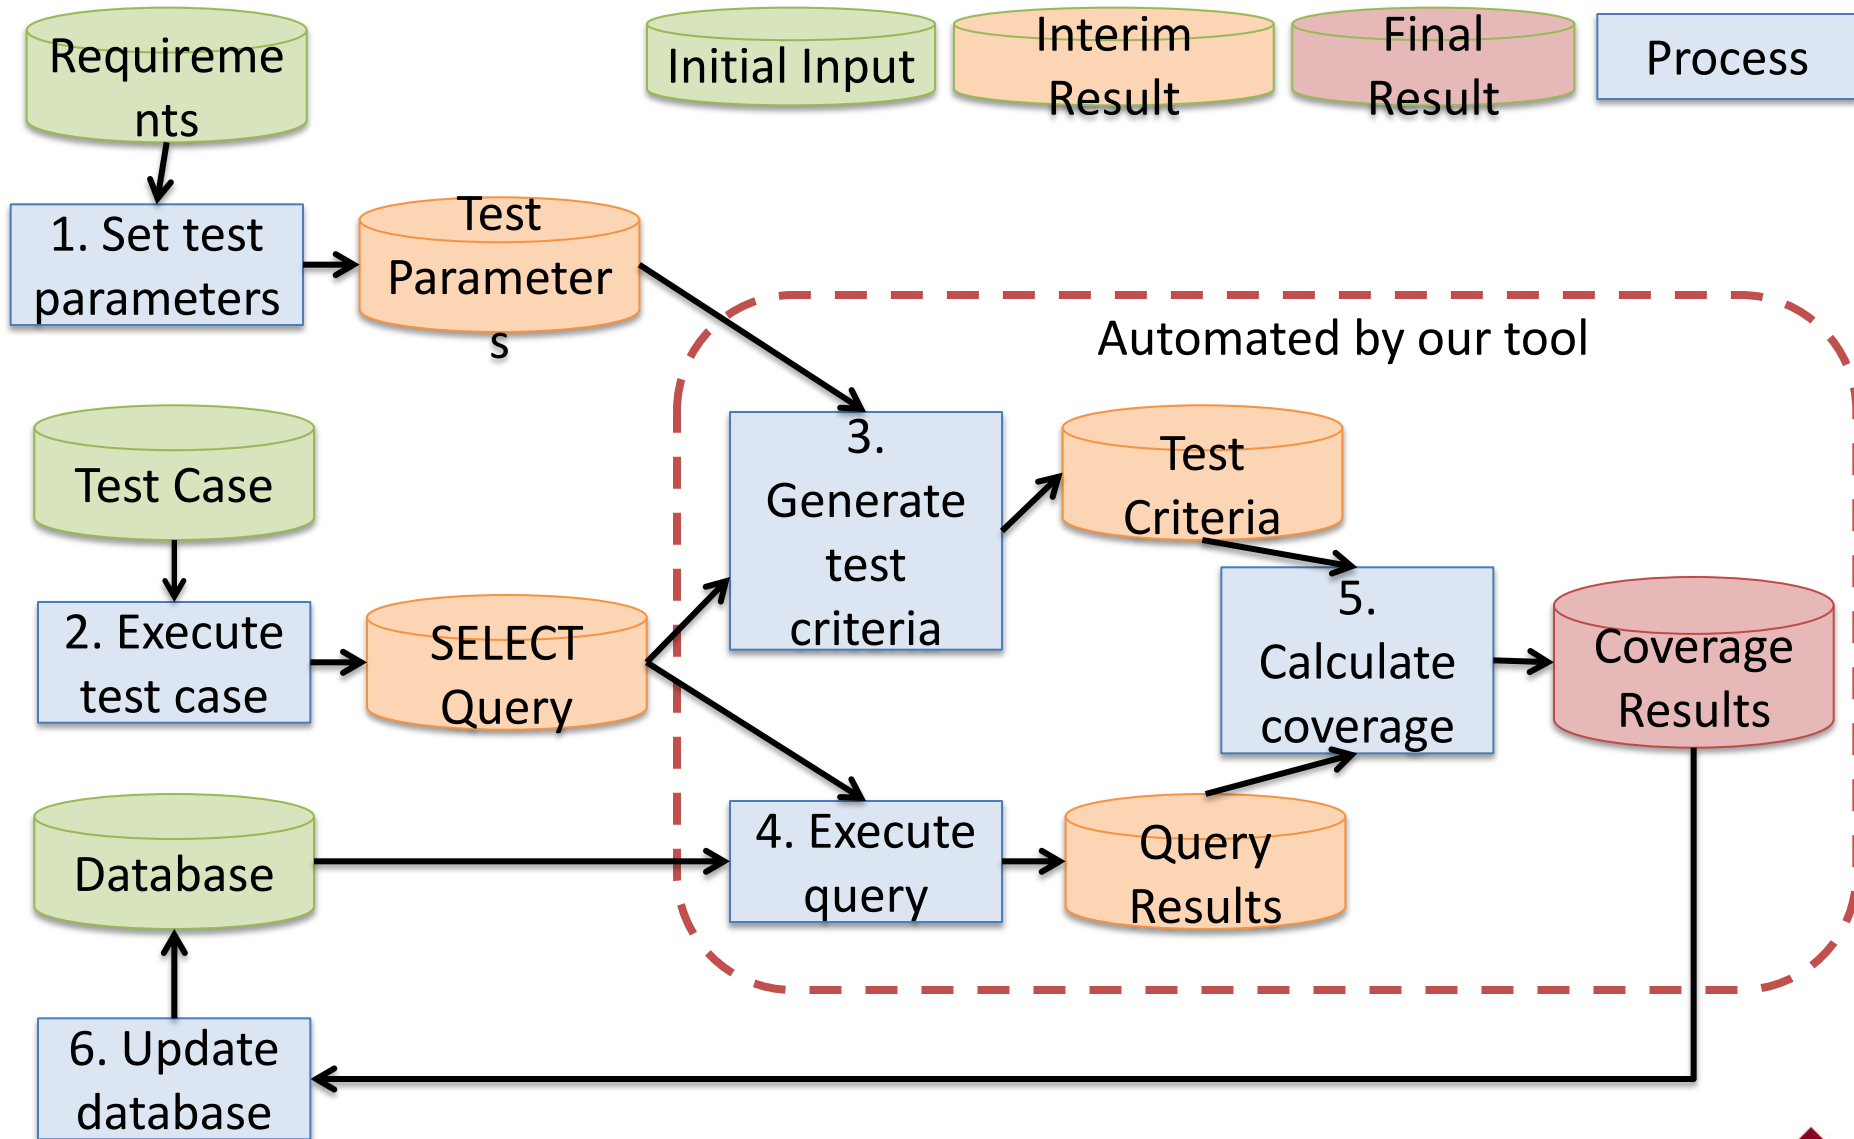 Requireme
nts
Initial Input
Interim
Result
Final
Result
Process
1. Set test
parameters
Test
Parameter
s
Automated by our tool
Test Case
3.
Generate
test
criteria
Test
Criteria
2. Execute
test case
SELECT
Query
5.
Calculate
coverage
Coverage
Results
Database
4. Execute
query
Query
Results
6. Update
database